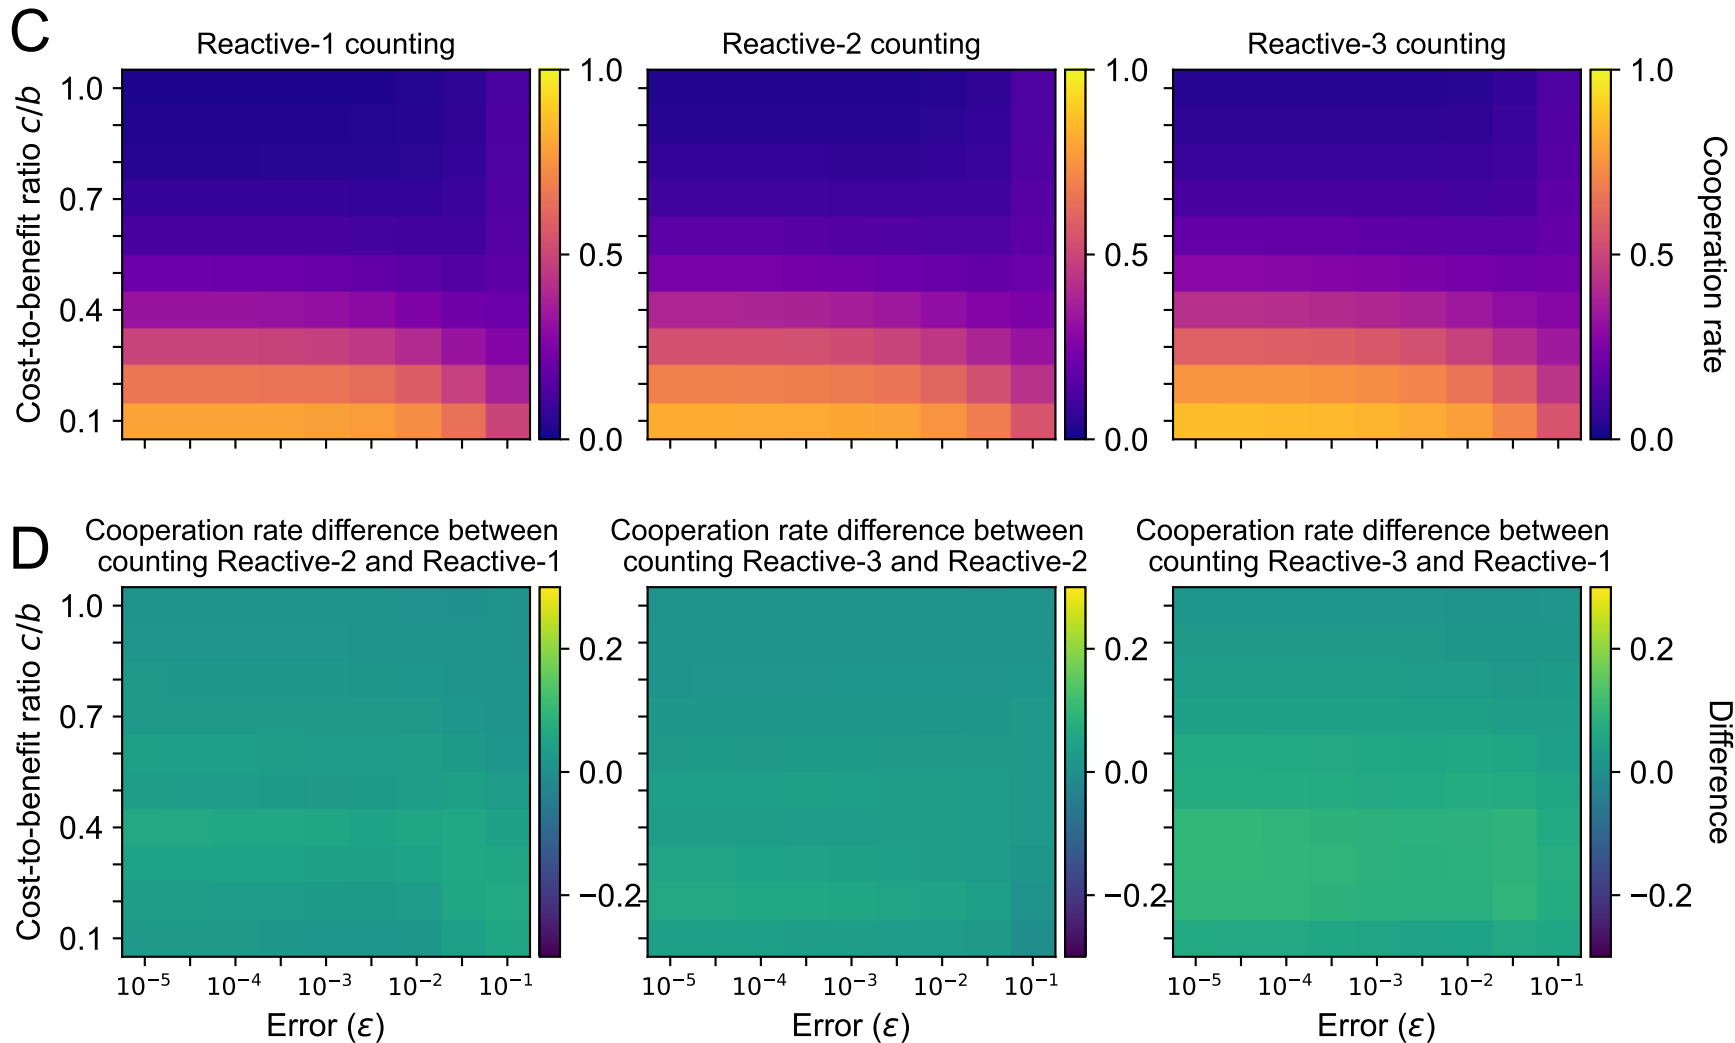 C
Reactive-1 counting
Reactive-2 counting
Reactive-3 counting
Cost-to-benefit ratio c/b
1.0
0.7
0.4
0.1
1.0
0.5
0.0
1.0
0.5
0.0
1.0
0.5
0.0
Cooperation rate
D
Cooperation rate difference between
counting Reactive-2 and Reactive-1
Cooperation rate difference between
counting Reactive-3 and Reactive-2
Cooperation rate difference between
counting Reactive-3 and Reactive-1
Cost-to-benefit ratio c/b
1.0
0.7
0.4
0.1
0.2
0.0
−0.2
0.2
0.0
−0.2
0.2
0.0
−0.2
Difference
10⁻⁵ 10⁻⁴ 10⁻³ 10⁻² 10⁻¹
10⁻⁵ 10⁻⁴ 10⁻³ 10⁻² 10⁻¹
10⁻⁵ 10⁻⁴ 10⁻³ 10⁻² 10⁻¹
Error (ε)
Error (ε)
Error (ε)